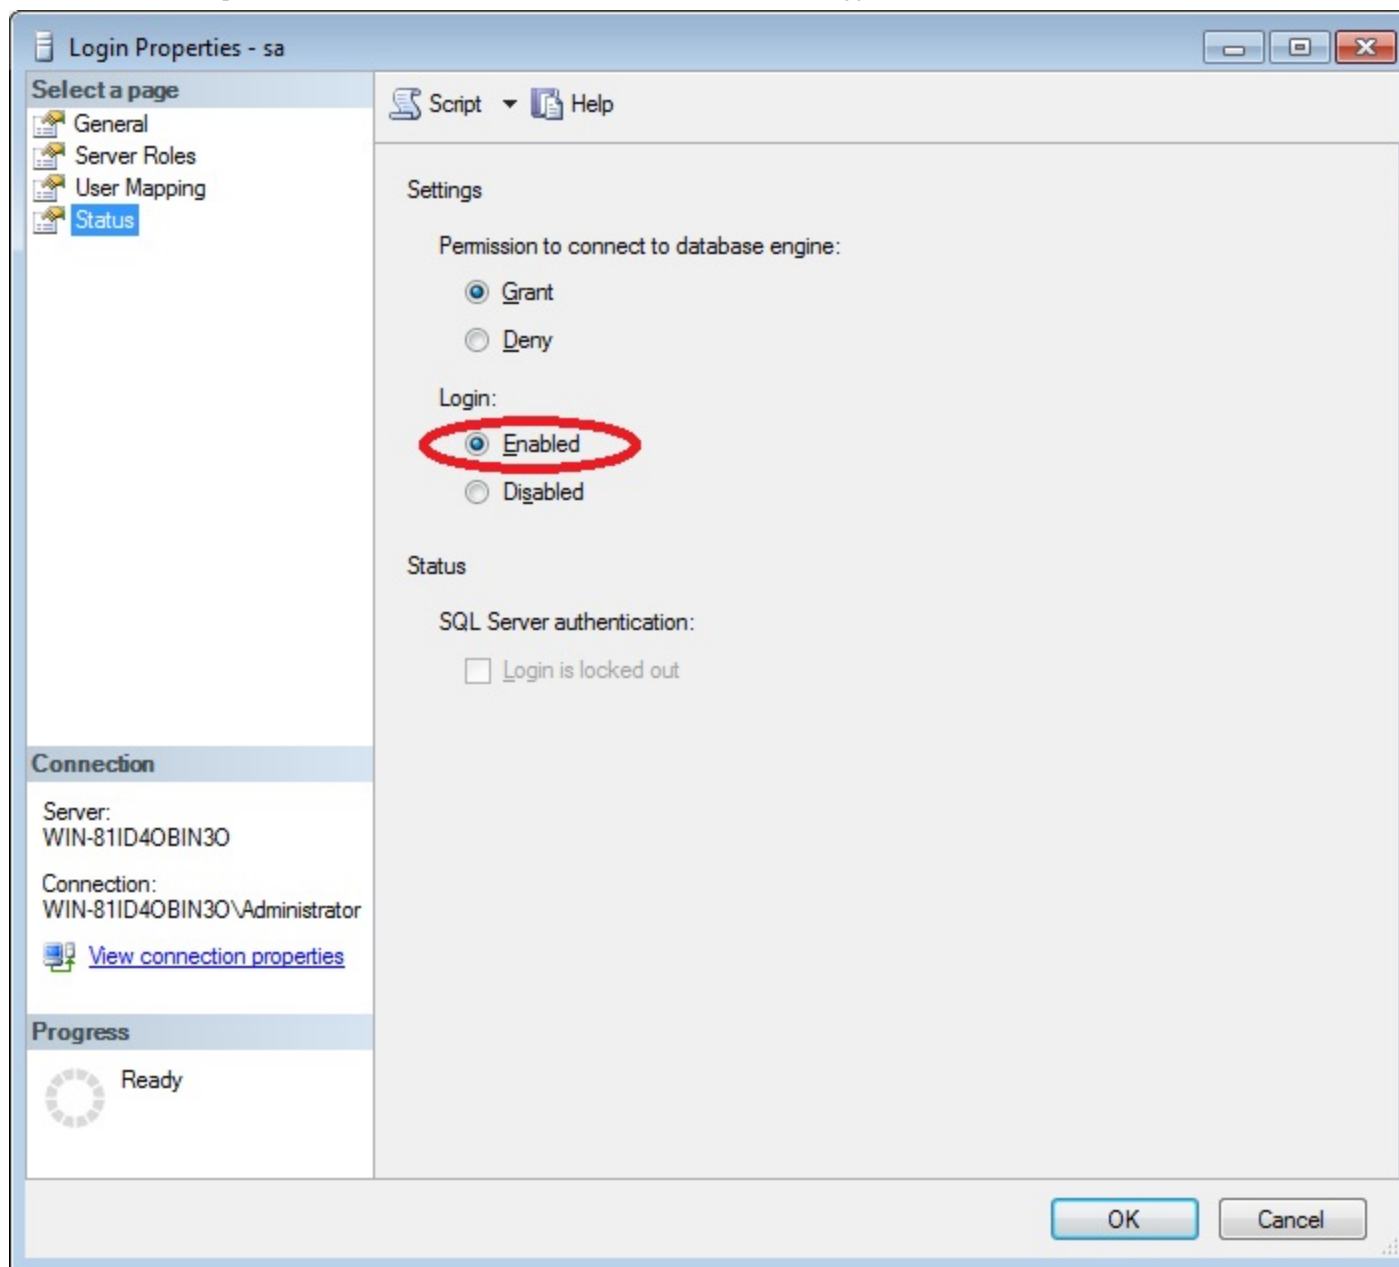 Login Properties - sa
Select a page
General
Server Roles
User Mapping
Status
Script
Help
Settings
Permission to connect to database engine:
Grant
Deny
Login:
Enabled
Disabled
Status
SQL Server authentication:
Login is locked out
Connection
Server:
WIN-81ID4OBIN3O
Connection:
WIN-81ID4OBIN3O\Administrator
View connection properties
Progress
Ready
OK
Cancel